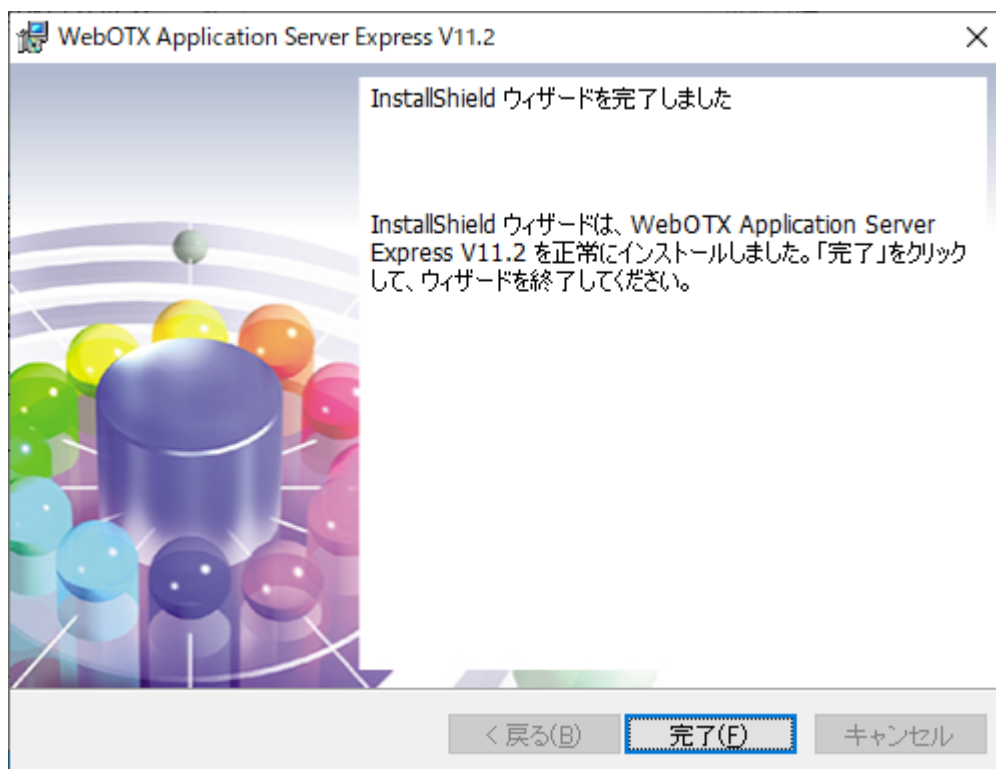 WebOTX Application Server Express V11.2
InstallShield ウィザードを完了しました
InstallShield ウィザードは、WebOTX Application Server
Express V11.2 を正常にインストールしました。「完了」をクリック
して、ウィザードを終了してください。
< 戻る(B)
完了(F)
キャンセル